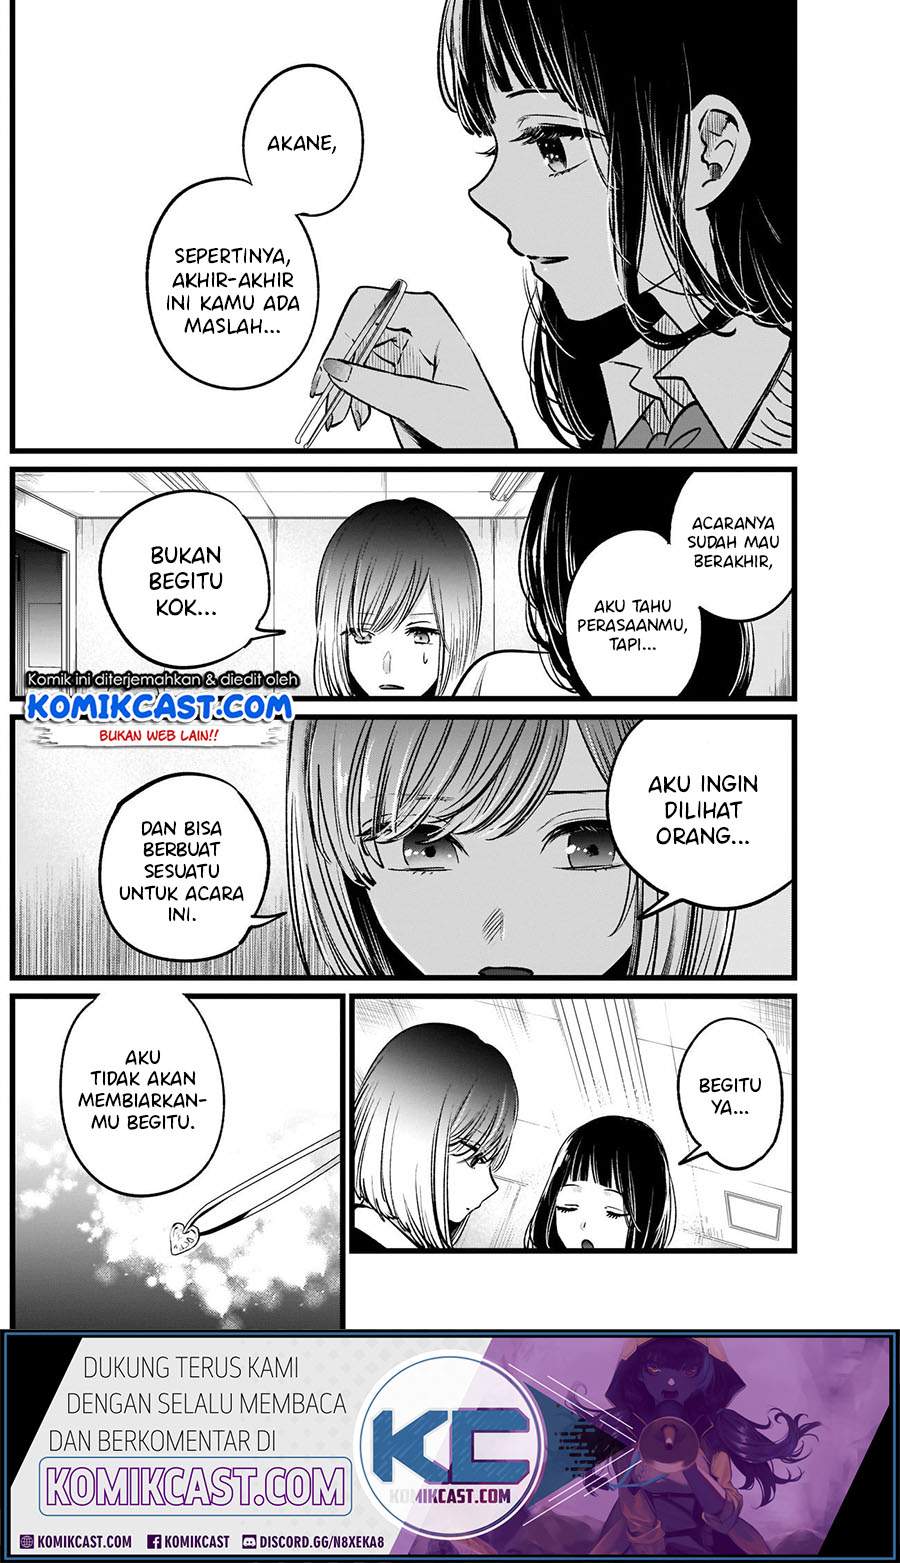 AKANE,
SEPERTINYA,
AKHIR-AKHIR
INI KAMU ADA
MASLAH...
ACARANYA
SUDAH MAU
BERAKHIR,
AKU TAHU
PERASAANMU,
TAPI...
BUKAN
BEGITU
KOK...
Komik ini diterjemahkan & diedit oleh
KOMIKCAST.COM
BUKAN WEB LAIN!!
AKU INGIN
DILIHAT
ORANG...
DAN BISA
BERBUAT
SESUATU
UNTUK ACARA
INI.
BEGITU
YA...
AKU
TIDAK AKAN
MEMBIARKAN-
MU BEGITU.
DUKUNG TERUS KAMI
DENGAN SELALU MEMBACA
DAN BERKOMENTAR DI
KOMIKCAST.COM
KC
KOMIKCAST.COM
KOMIKCAST.COM
KOMIKCAST
DISCORD.GG/N8XEKA8